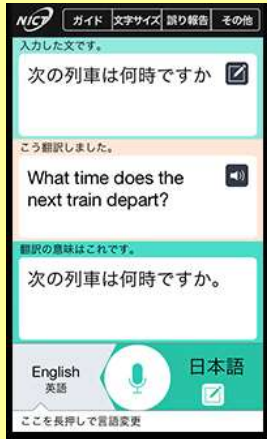 NICT ガイド 文字サイズ 誤り報告 その他
入力した文です。
次の列車は何時ですか
こう翻訳しました。
What time does the
next train depart?
翻訳の意味はこれです。
次の列車は何時ですか。
English
英語
日本語
ここを長押しで言語変更